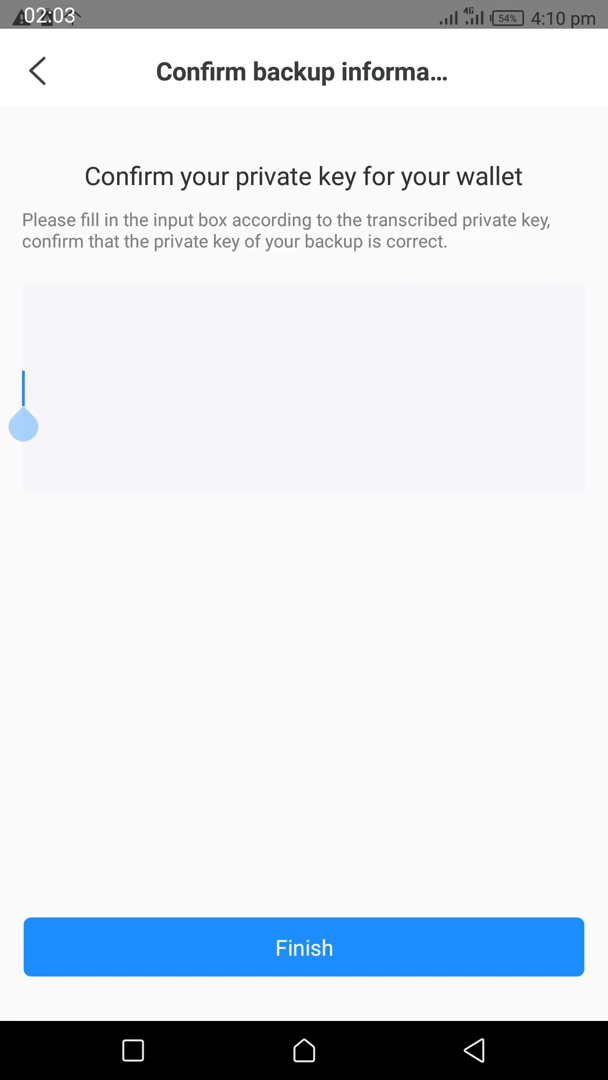 02:03
4G 54% 4:10 pm
Confirm backup informa...
Confirm your private key for your wallet
Please fill in the input box according to the transcribed private key,
confirm that the private key of your backup is correct.
Finish